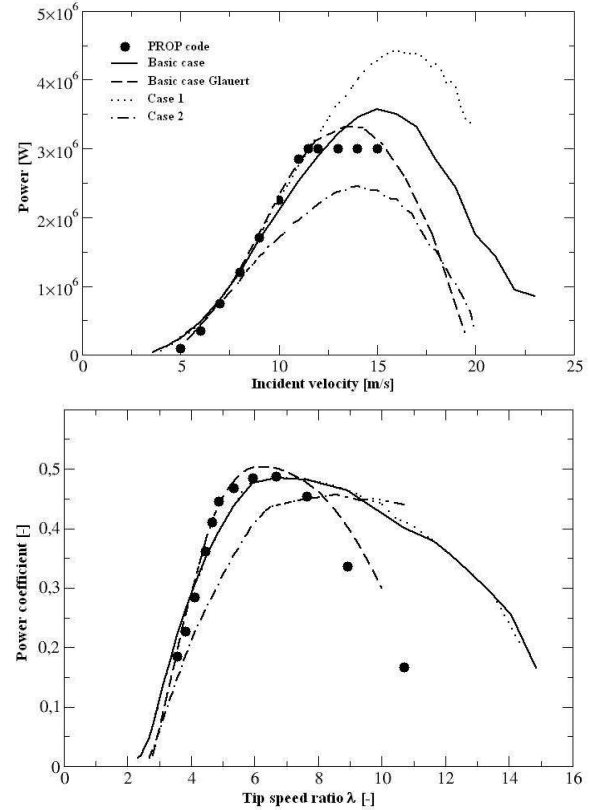 5×10⁶
4×10⁶
3×10⁶
2×10⁶
1×10⁶
0
Power [W]
PROP code
Basic case
Basic case Glauert
Case 1
Case 2
0 5 10 15 20 25
Incident velocity [m/s]
0,5
0,4
0,3
0,2
0,1
0
Power coefficient [-]
0 2 4 6 8 10 12 14 16
Tip speed ratio λ [-]